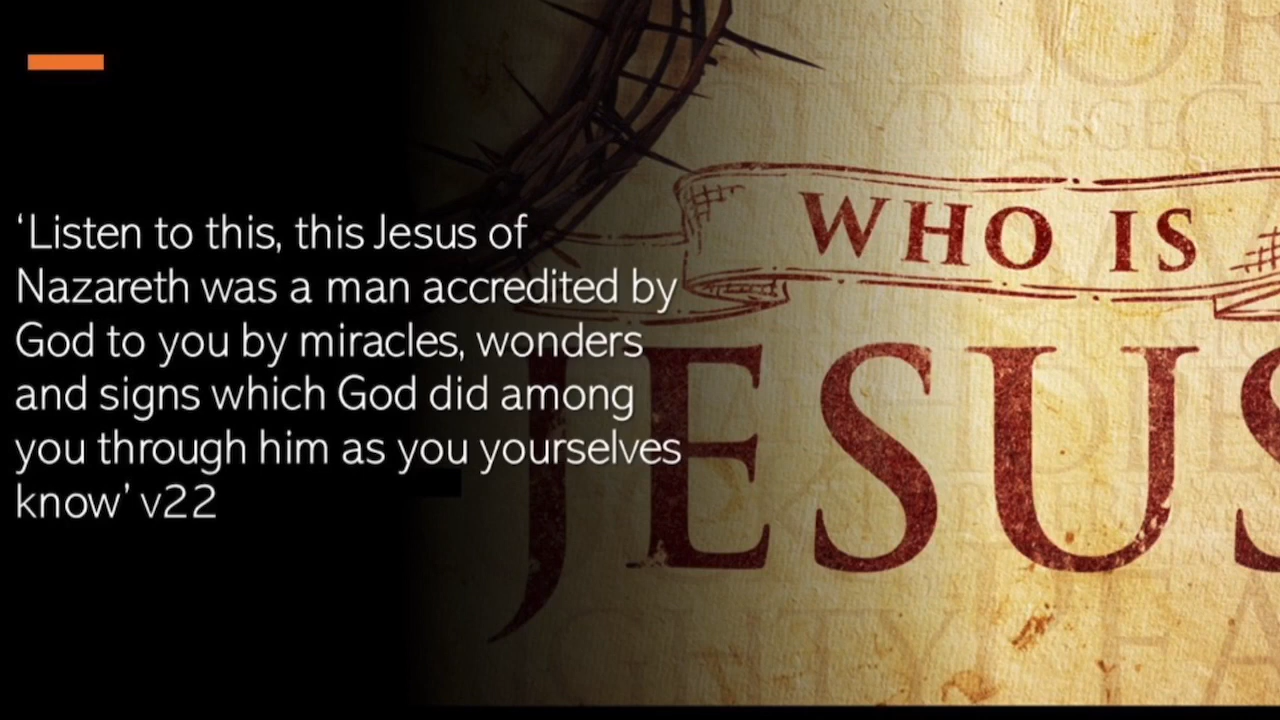 ‘Listen to this, this Jesus of
Nazareth was a man accredited by
God to you by miracles, wonders
and signs which God did among
you through him as you yourselves
know’ v22
WHO IS
JESUS
REFUGE